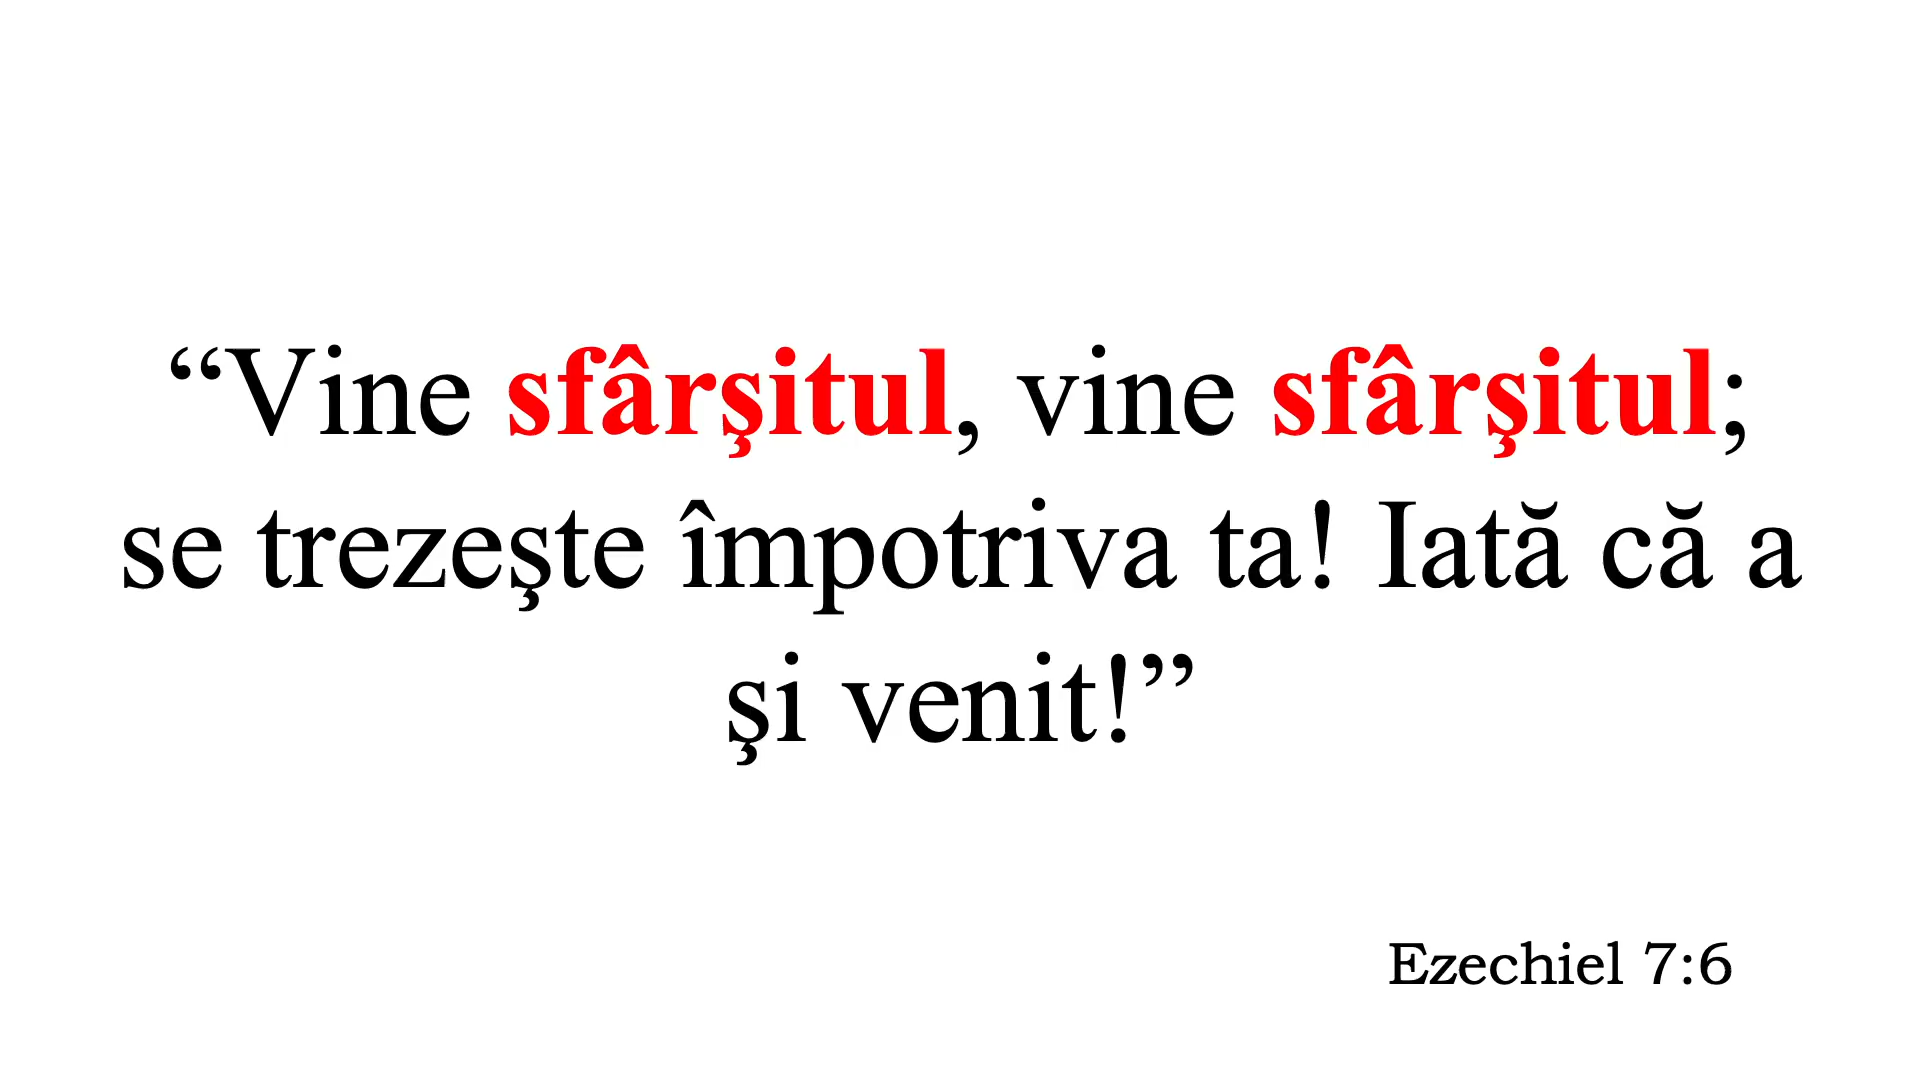 “Vine sfârşitul, vine sfârşitul;
se trezeşte împotriva ta! Iată că a
şi venit!”
Ezechiel 7:6